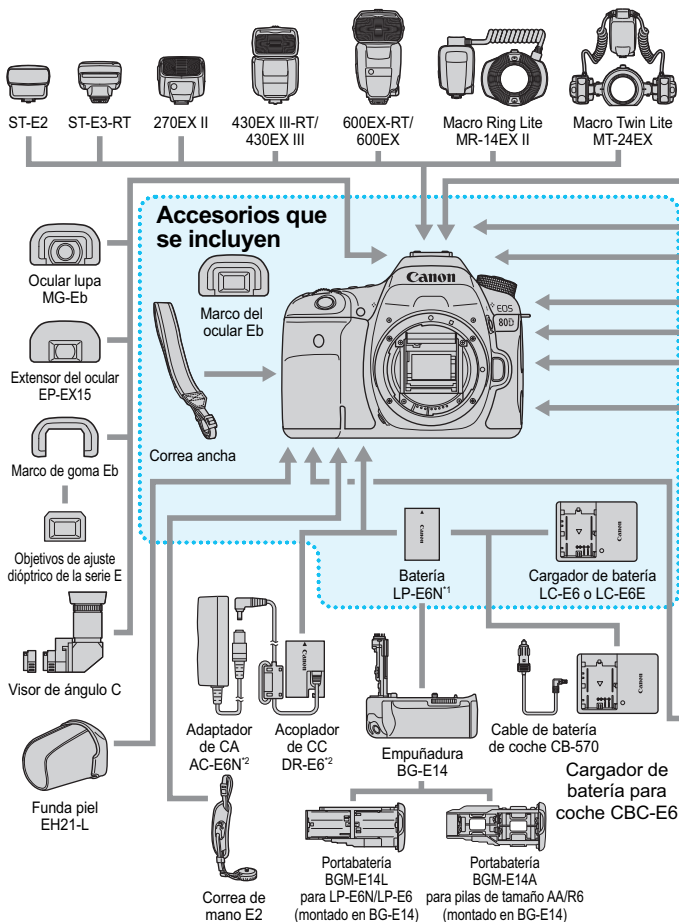 ST-E2
ST-E3-RT
270EX II
430EX III-RT/
430EX III
600EX-RT/
600EX
Macro Ring Lite
MR-14EX II
Macro Twin Lite
MT-24EX
Accesorios que
se incluyen
Ocular lupa
MG-Eb
Marco del
ocular Eb
Canon
EOS
80D
Extensor del ocular
EP-EX15
Correa ancha
Marco de goma Eb
Objetivos de ajuste
dióptrico de la serie E
Canon
Batería
LP-E6N*1
Canon
Cargador de batería
LC-E6 o LC-E6E
Visor de ángulo C
Canon
Adaptador
de CA
AC-E6N*2
Acoplador
de CC
DR-E6*2
Empuñadura
BG-E14
Cable de batería
de coche CB-570
Canon
Cargador de
batería para
coche CBC-E6
Funda piel
EH21-L
Correa de
mano E2
Portabatería
BGM-E14L
para LP-E6N/LP-E6
(montado en BG-E14)
Portabatería
BGM-E14A
para pilas de tamaño AA/R6
(montado en BG-E14)